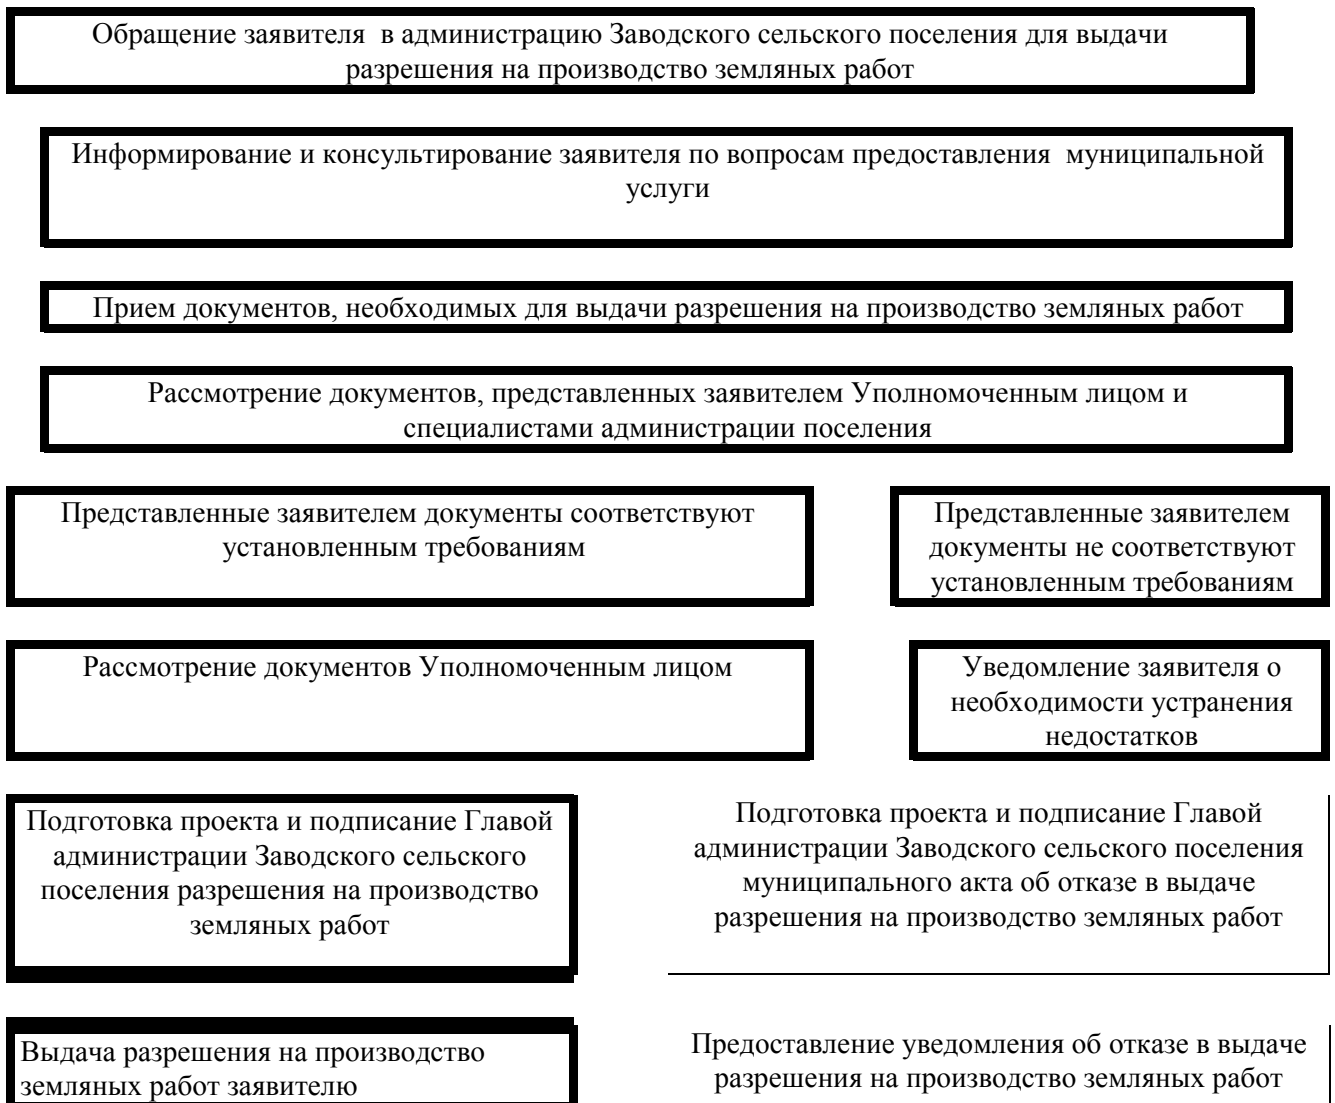 Обращение заявителя  в администрацию Заводского сельского поселения для выдачи
разрешения на производство земляных работ
Информирование и консультирование заявителя по вопросам предоставления  муниципальной
услуги
Прием документов, необходимых для выдачи разрешения на производство земляных работ
Рассмотрение документов, представленных заявителем Уполномоченным лицом и
специалистами администрации поселения
Представленные заявителем документы соответствуют
установленным требованиям
Представленные заявителем
документы не соответствуют
установленным требованиям
Рассмотрение документов Уполномоченным лицом
Уведомление заявителя о
необходимости устранения
недостатков
Подготовка проекта и подписание Главой
администрации Заводского сельского
поселения разрешения на производство
земляных работ
Подготовка проекта и подписание Главой
администрации Заводского сельского поселения
муниципального акта об отказе в выдаче
разрешения на производство земляных работ
Выдача разрешения на производство
земляных работ заявителю
Предоставление уведомления об отказе в выдаче
разрешения на производство земляных работ